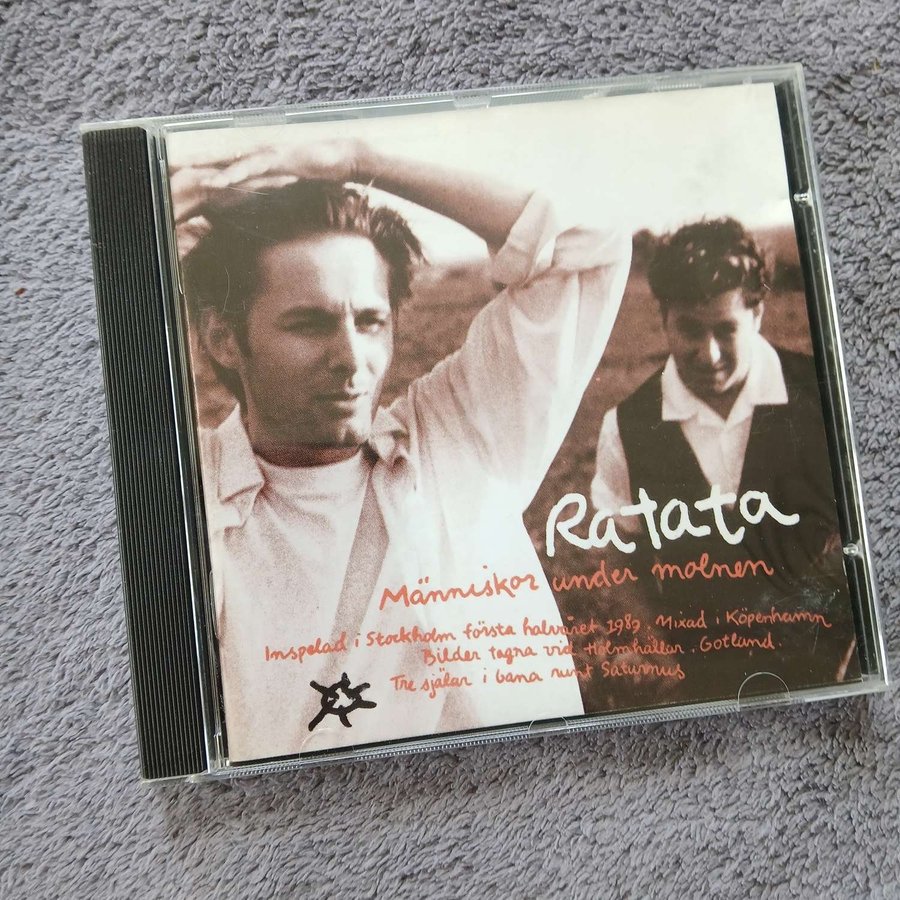 Ratata
Människor under molnen
Inspelad i Stockholm första halvåret 1989. Mixad i Köpenhamn
Bilder tagna vid Holmhällar. Gotland.
Tre själar i bana runt Saturnus